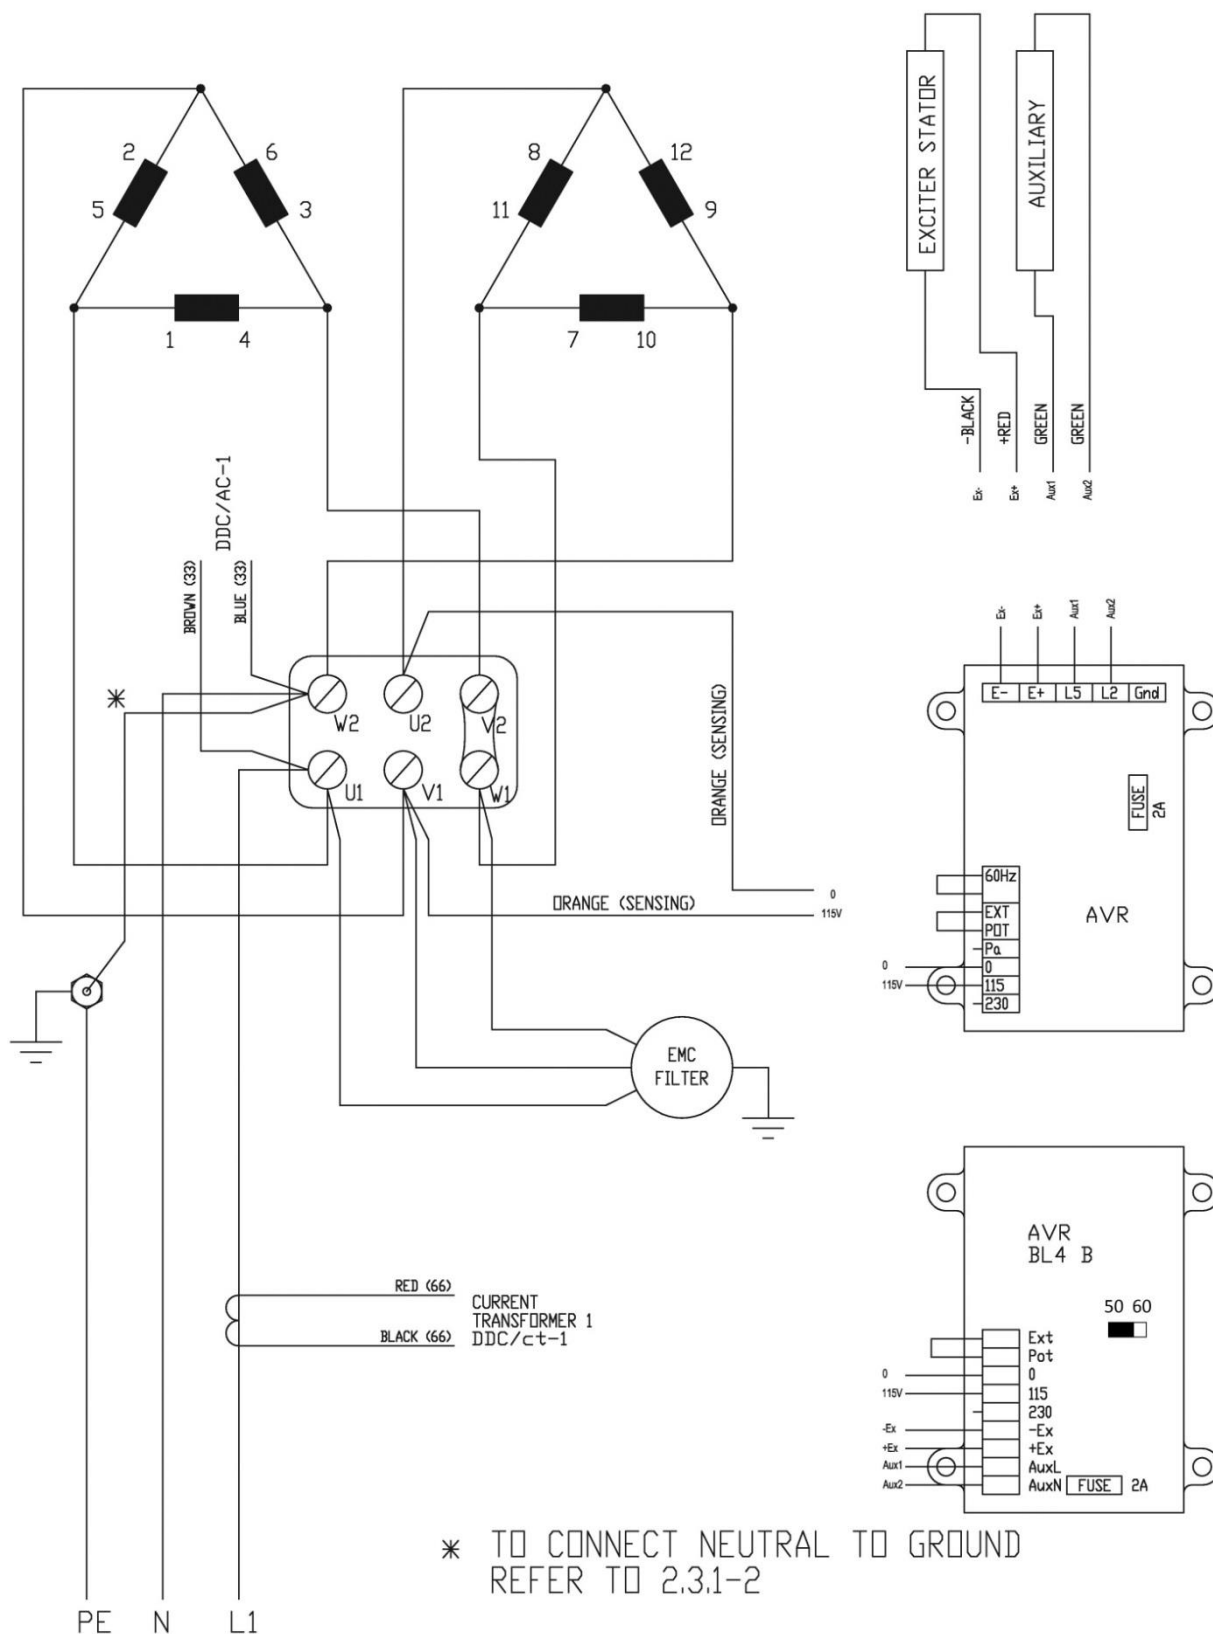 2
6
5
3
1
4
8
12
11
9
7
10
EXCITER STATOR
AUXILIARY
-BLACK
+RED
GREEN
GREEN
Ex-
Ex+
Aux1
Aux2
DDC/AC-1
BROWN (33)
BLUE (33)
*
W2
U2
V2
U1
V1
W1
ORANGE (SENSING)
ORANGE (SENSING)
0
115V
EMC
FILTER
Ex-
Ex+
Aux1
Aux2
E- E+ L5 L2 Gnd
FUSE
2A
60Hz
EXT
POT
Pa
0
115
230
AVR
0
115V
RED (66)
BLACK (66)
CURRENT
TRANSFORMER 1
DDC/ct-1
AVR
BL4 B
50 60
Ext
Pot
0
115
230
-Ex
+Ex
AuxL
AuxN FUSE 2A
0
115V
-Ex
+Ex
Aux1
Aux2
* TO CONNECT NEUTRAL TO GROUND
REFER TO 2.3.1-2
PE N L1